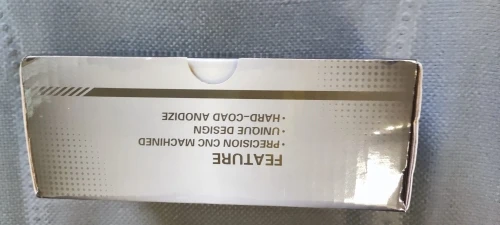 FEATURE
• PRECISION CNC MACHINED
• UNIQUE DESIGN
• HARD-COAD ANODIZE